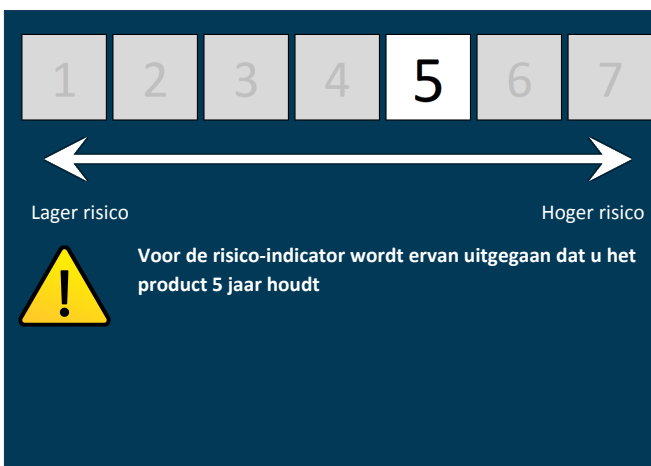 1 2 3 4 5 6 7
Lager risico Hoger risico
!
Voor de risico-indicator wordt ervan uitgegaan dat u het
product 5 jaar houdt